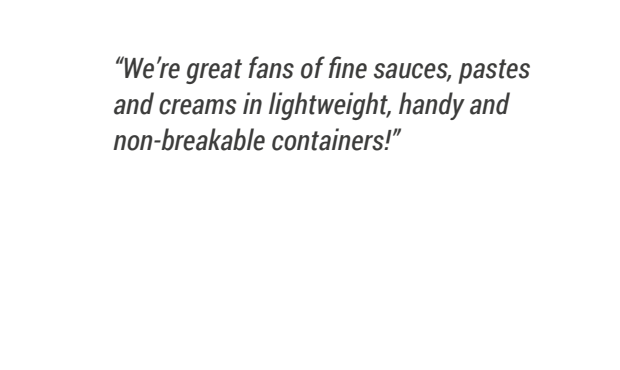 “We’re great fans of fine sauces, pastes
and creams in lightweight, handy and
non-breakable containers!”